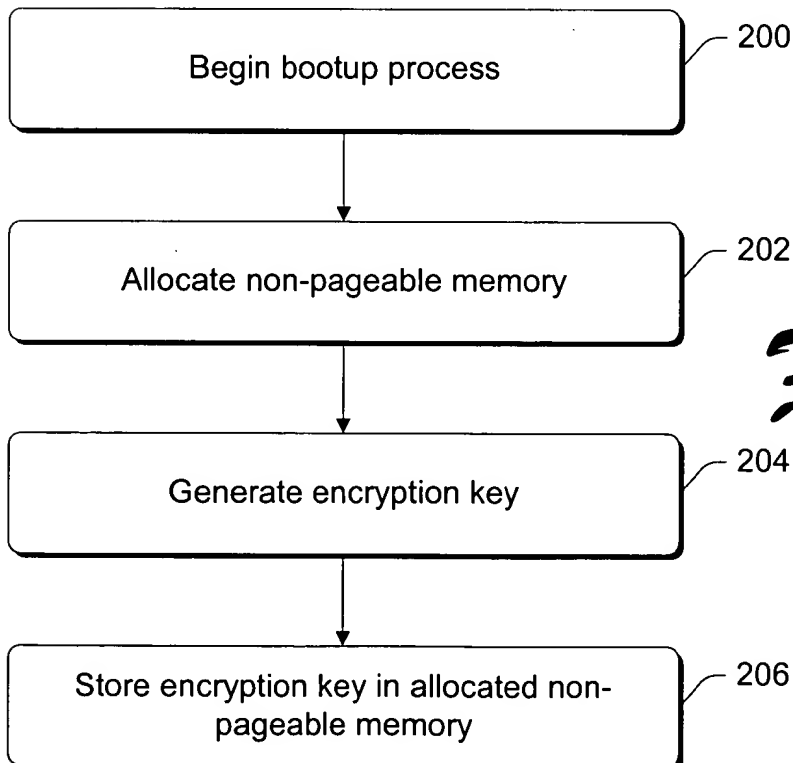 Begin bootup process
200
Allocate non-pageable memory
202
Generate encryption key
204
Store encryption key in allocated non-
pageable memory
206